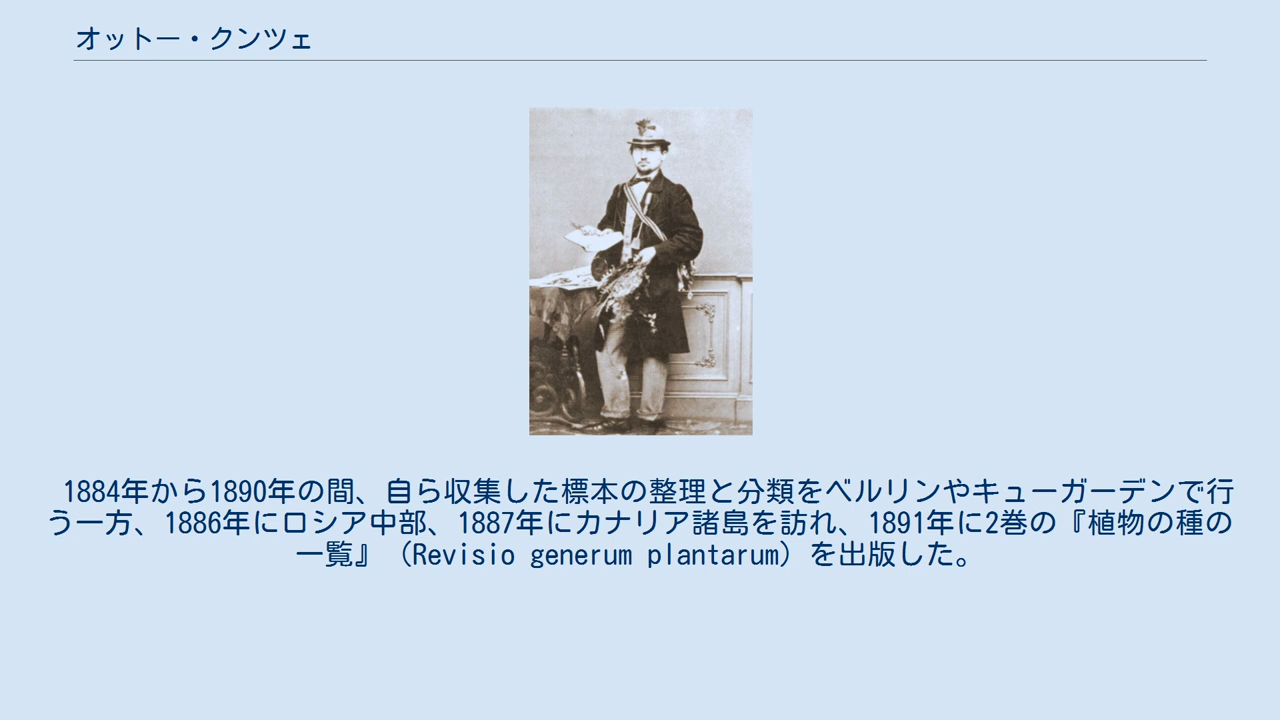 オットー・クンツェ
1884年から1890年の間、自ら収集した標本の整理と分類をベルリンやキューガーデンで行
う一方、1886年にロシア中部、1887年にカナリア諸島を訪れ、1891年に2巻の『植物の種の
一覧』（Revisio generum plantarum）を出版した。